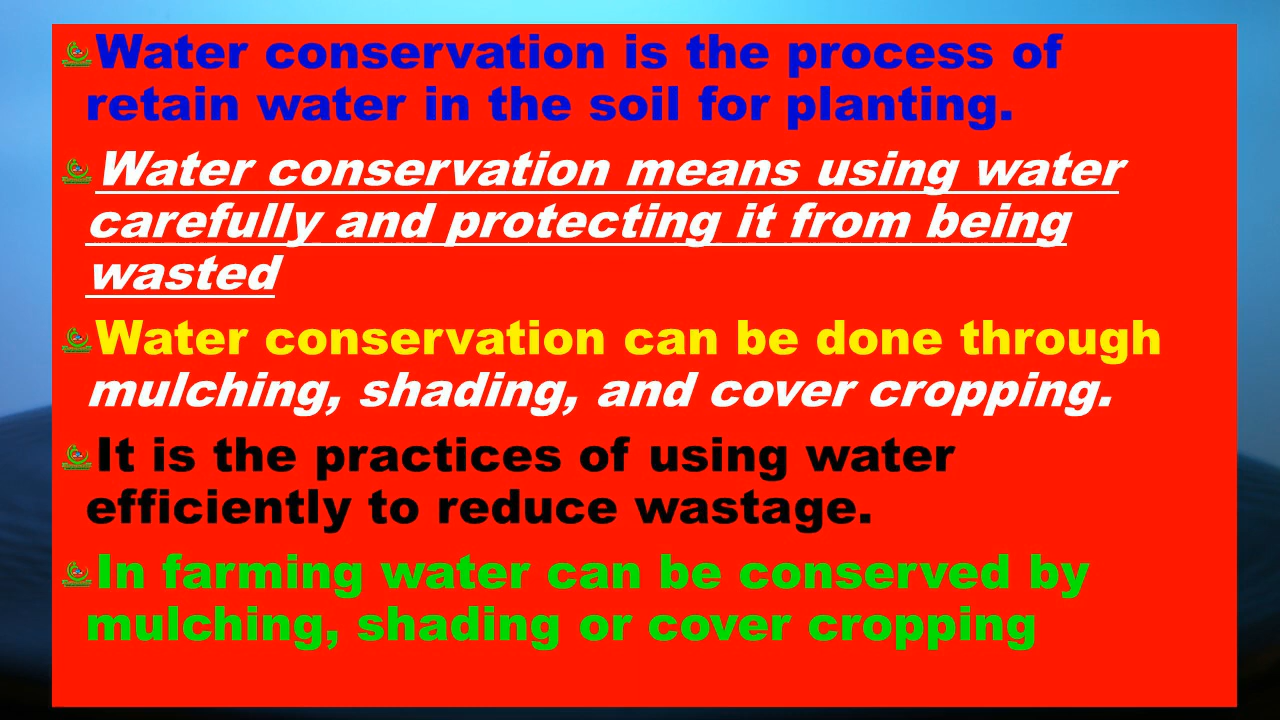 Water conservation is the process of
retain water in the soil for planting.
Water conservation means using water
carefully and protecting it from being
wasted
Water conservation can be done through
mulching, shading, and cover cropping.
It is the practices of using water
efficiently to reduce wastage.
In farming water can be conserved by
mulching, shading or cover cropping